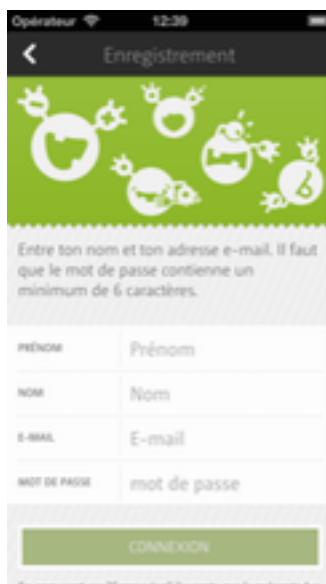 Opérateur 12:39
Enregistrement
Entre ton nom et ton adresse e-mail. Il faut
que le mot de passe contienne un
minimum de 6 caractères.
PRÉNOM Prénom
NOM Nom
E-MAIL E-mail
MOT DE PASSE mot de passe
CONNEXION